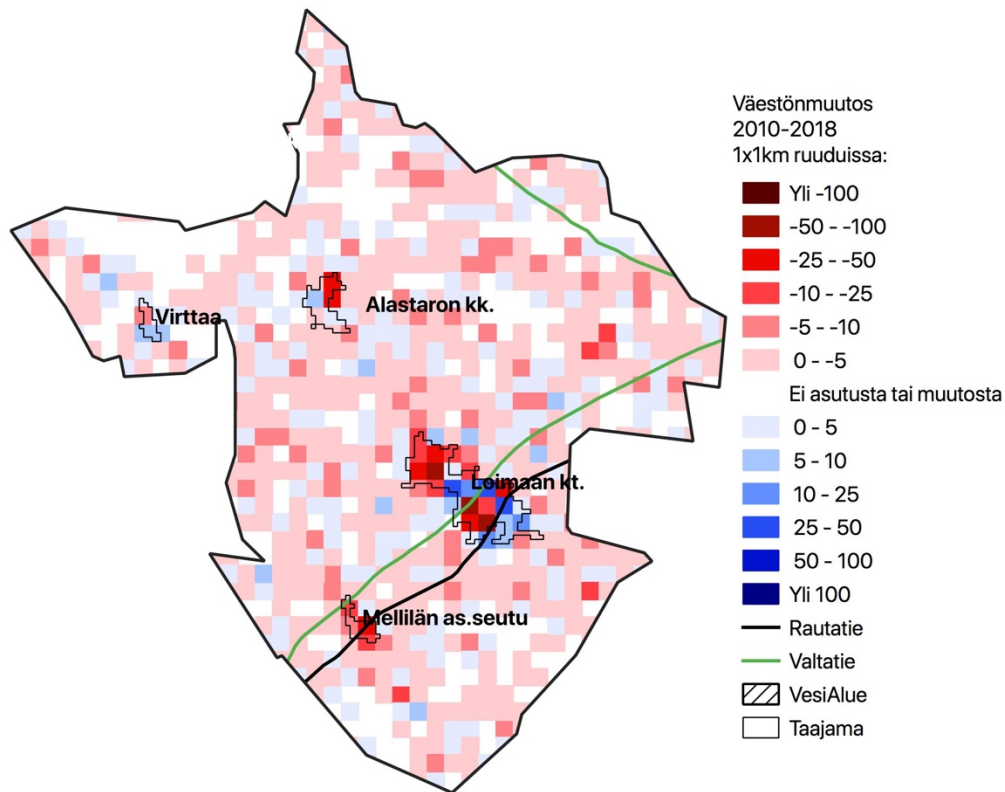 Väestönmuutos
2010-2018
1x1km ruuduissa:
Yli -100
-50 - -100
-25 - -50
-10 - -25
-5 - -10
0 - -5
Ei asutusta tai muutosta
0 - 5
5 - 10
10 - 25
25 - 50
50 - 100
Yli 100
Rautatie
Valtatie
VesiAlue
Taajama
Virttaa
Alastaron kk.
Loimaan kt.
Mellilän as.seutu